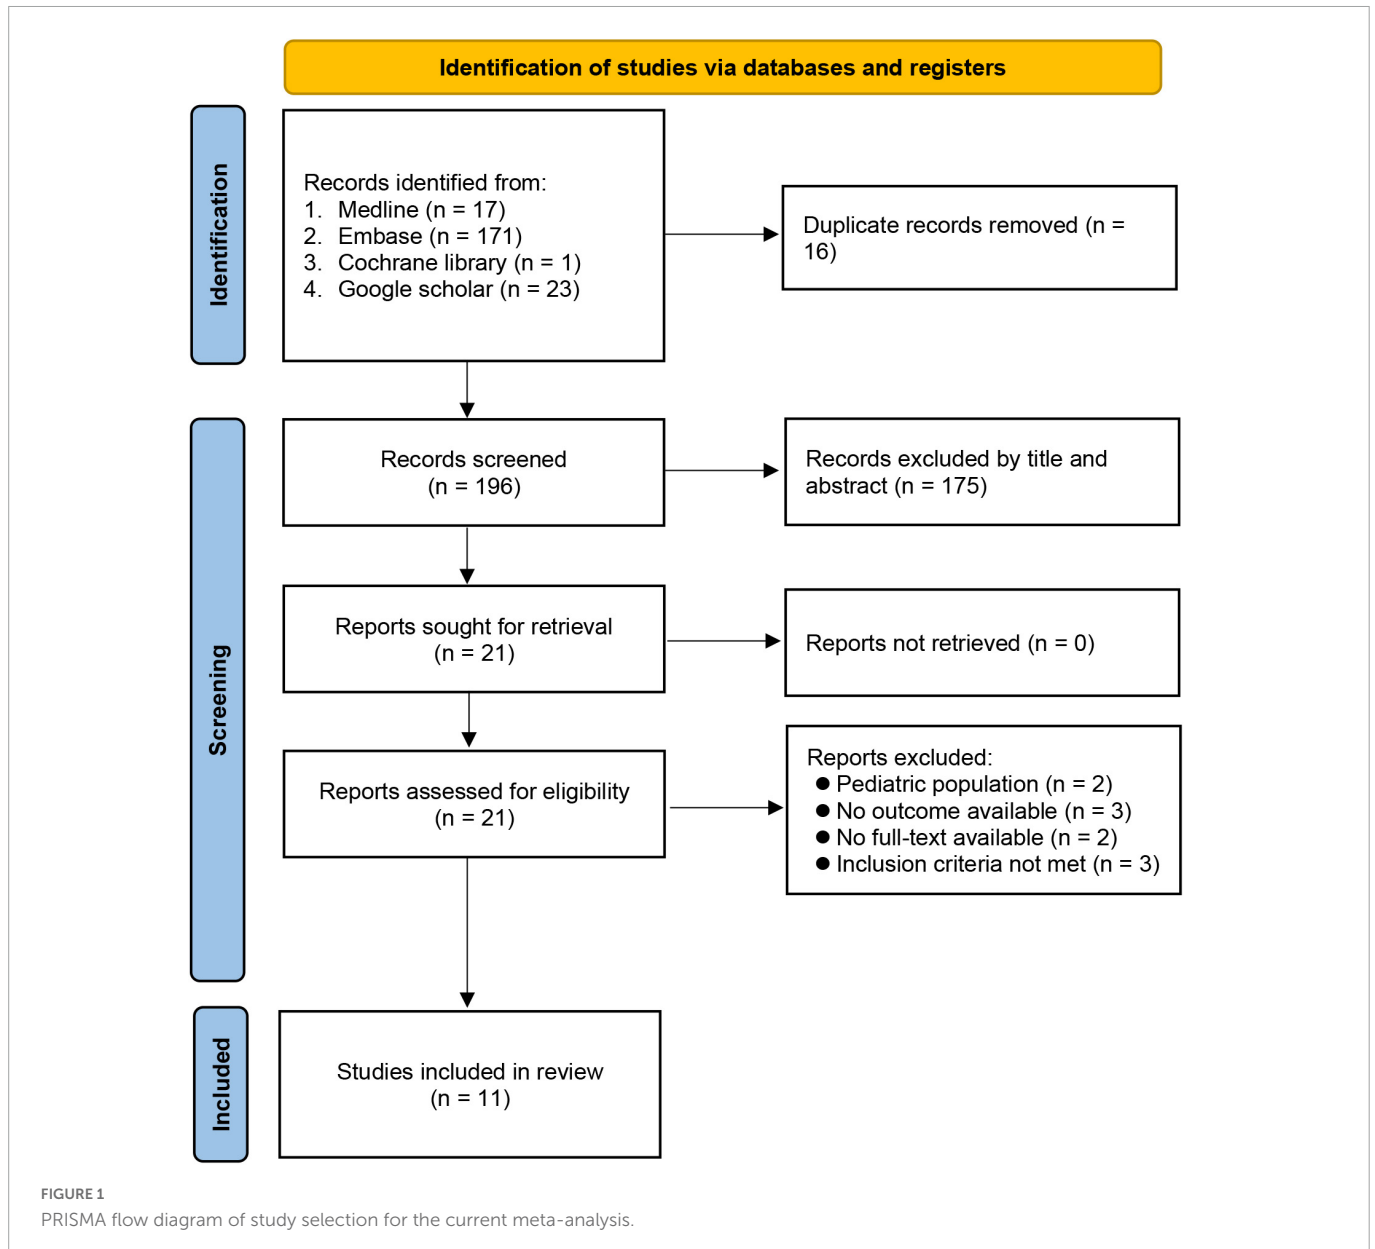 Identification of studies via databases and registers
Identification
Records identified from:
1. Medline (n = 17)
2. Embase (n = 171)
3. Cochrane library (n = 1)
4. Google scholar (n = 23)
Duplicate records removed (n =
16)
Screening
Records screened
(n = 196)
Records excluded by title and
abstract (n = 175)
Reports sought for retrieval
(n = 21)
Reports not retrieved (n = 0)
Reports assessed for eligibility
(n = 21)
Reports excluded:
● Pediatric population (n = 2)
● No outcome available (n = 3)
● No full-text available (n = 2)
● Inclusion criteria not met (n = 3)
Included
Studies included in review
(n = 11)
FIGURE 1
PRISMA flow diagram of study selection for the current meta-analysis.